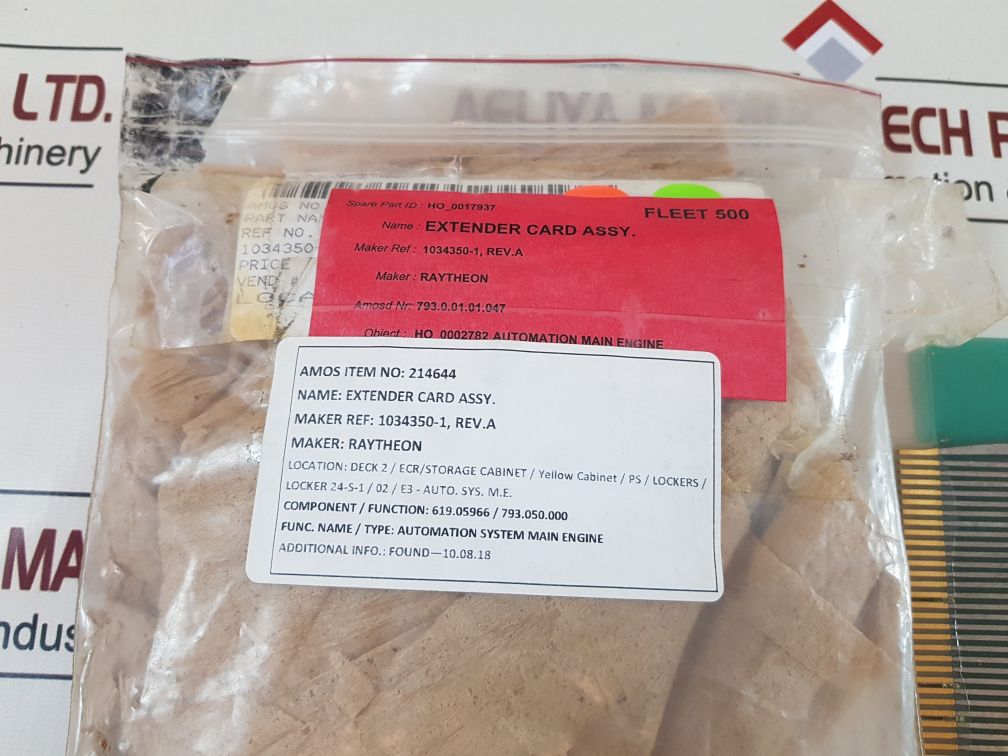 LTD.
hinery
AELIYA
ECH
AMOS NO
PART NA
REF NO.
1034350
PRICE
VEND #
LOCA
Spare Part ID : HO_0017937
FLEET 500
Name : EXTENDER CARD ASSY.
Maker Ref : 1034350-1, REV.A
Maker : RAYTHEON
Amosd Nr: 793.0.01.01.047
Object : HO_0002782 AUTOMATION MAIN ENGINE
AMOS ITEM NO: 214644
NAME: EXTENDER CARD ASSY.
MAKER REF: 1034350-1, REV.A
MAKER: RAYTHEON
LOCATION: DECK 2 / ECR/STORAGE CABINET / Yellow Cabinet / PS / LOCKERS /
LOCKER 24-S-1 / 02 / E3 - AUTO. SYS. M.E.
COMPONENT / FUNCTION: 619.05966 / 793.050.000
FUNC. NAME / TYPE: AUTOMATION SYSTEM MAIN ENGINE
ADDITIONAL INFO.: FOUND—10.08.18
MA
ndus